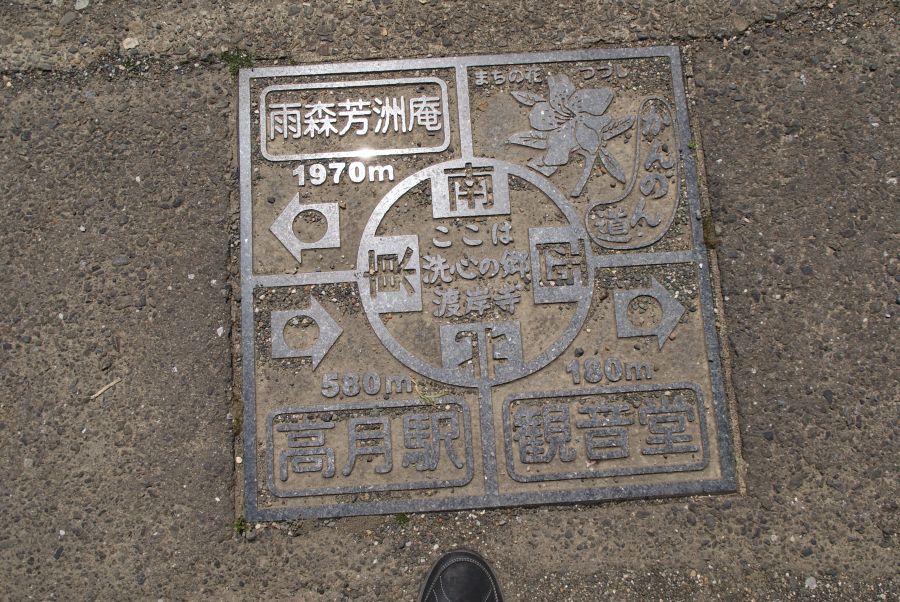 雨森芳洲庵
1970m
まちの花 つつじ
かんのん
道
南
東
西
北
ここは
洗心の郷
渡岸寺
580m
高月駅
180m
観音堂